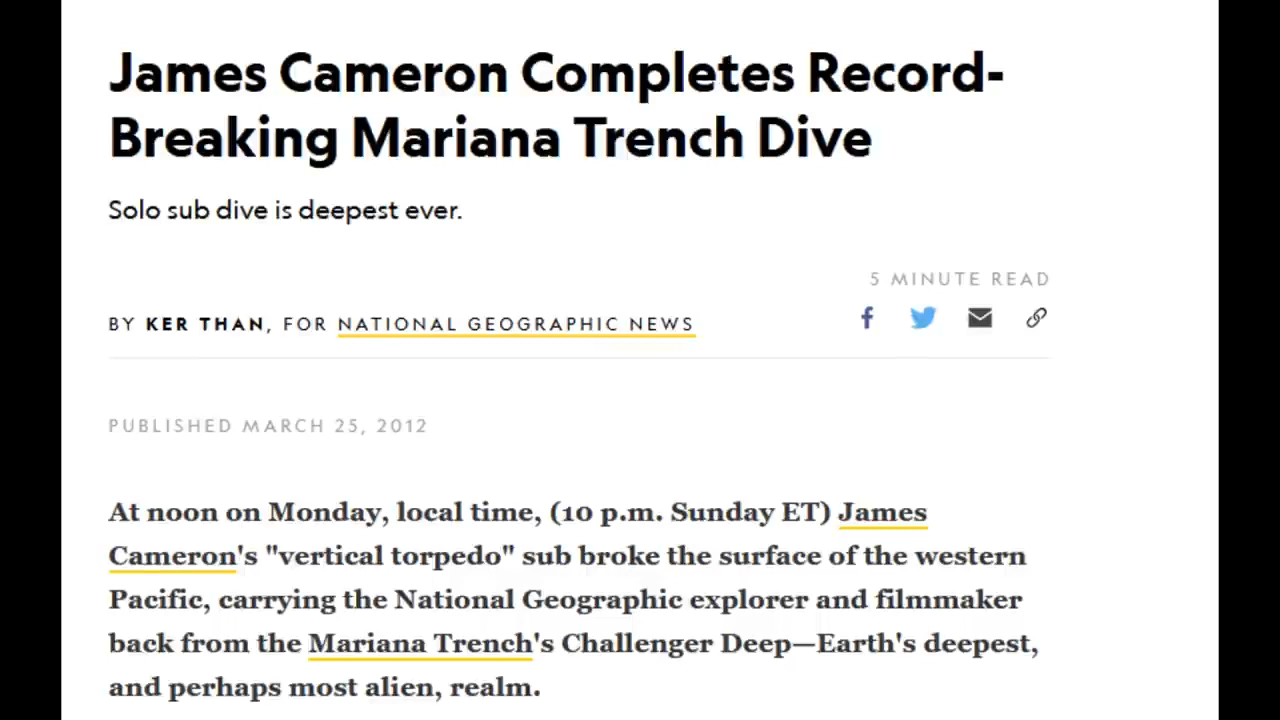 James Cameron Completes Record-
Breaking Mariana Trench Dive
Solo sub dive is deepest ever.
5 MINUTE READ
BY KER THAN, FOR NATIONAL GEOGRAPHIC NEWS
PUBLISHED MARCH 25, 2012
At noon on Monday, local time, (10 p.m. Sunday ET) James
Cameron's "vertical torpedo" sub broke the surface of the western
Pacific, carrying the National Geographic explorer and filmmaker
back from the Mariana Trench's Challenger Deep—Earth's deepest,
and perhaps most alien, realm.